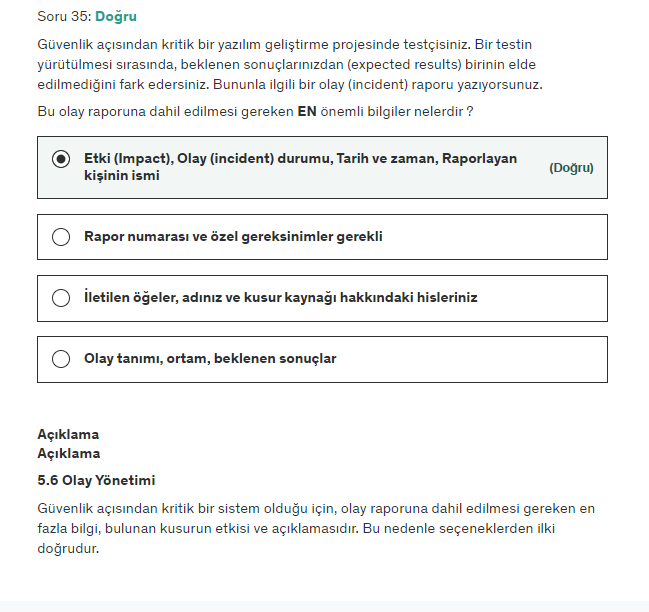 Soru 35: Doğru
Güvenlik açısından kritik bir yazılım geliştirme projesinde testçisiniz. Bir testin
yürütülmesi sırasında, beklenen sonuçlarınızdan (expected results) birinin elde
edilmediğini fark edersiniz. Bununla ilgili bir olay (incident) raporu yazıyorsunuz.
Bu olay raporuna dahil edilmesi gereken EN önemli bilgiler nelerdir ?
Etki (Impact), Olay (incident) durumu, Tarih ve zaman, Raporlayan
kişinin ismi
(Doğru)
Rapor numarası ve özel gereksinimler gerekli
İletilen öğeler, adınız ve kusur kaynağı hakkındaki hisleriniz
Olay tanımı, ortam, beklenen sonuçlar
Açıklama
Açıklama
5.6 Olay Yönetimi
Güvenlik açısından kritik bir sistem olduğu için, olay raporuna dahil edilmesi gereken en
fazla bilgi, bulunan kusurun etkisi ve açıklamasıdır. Bu nedenle seçeneklerden ilki
doğrudur.